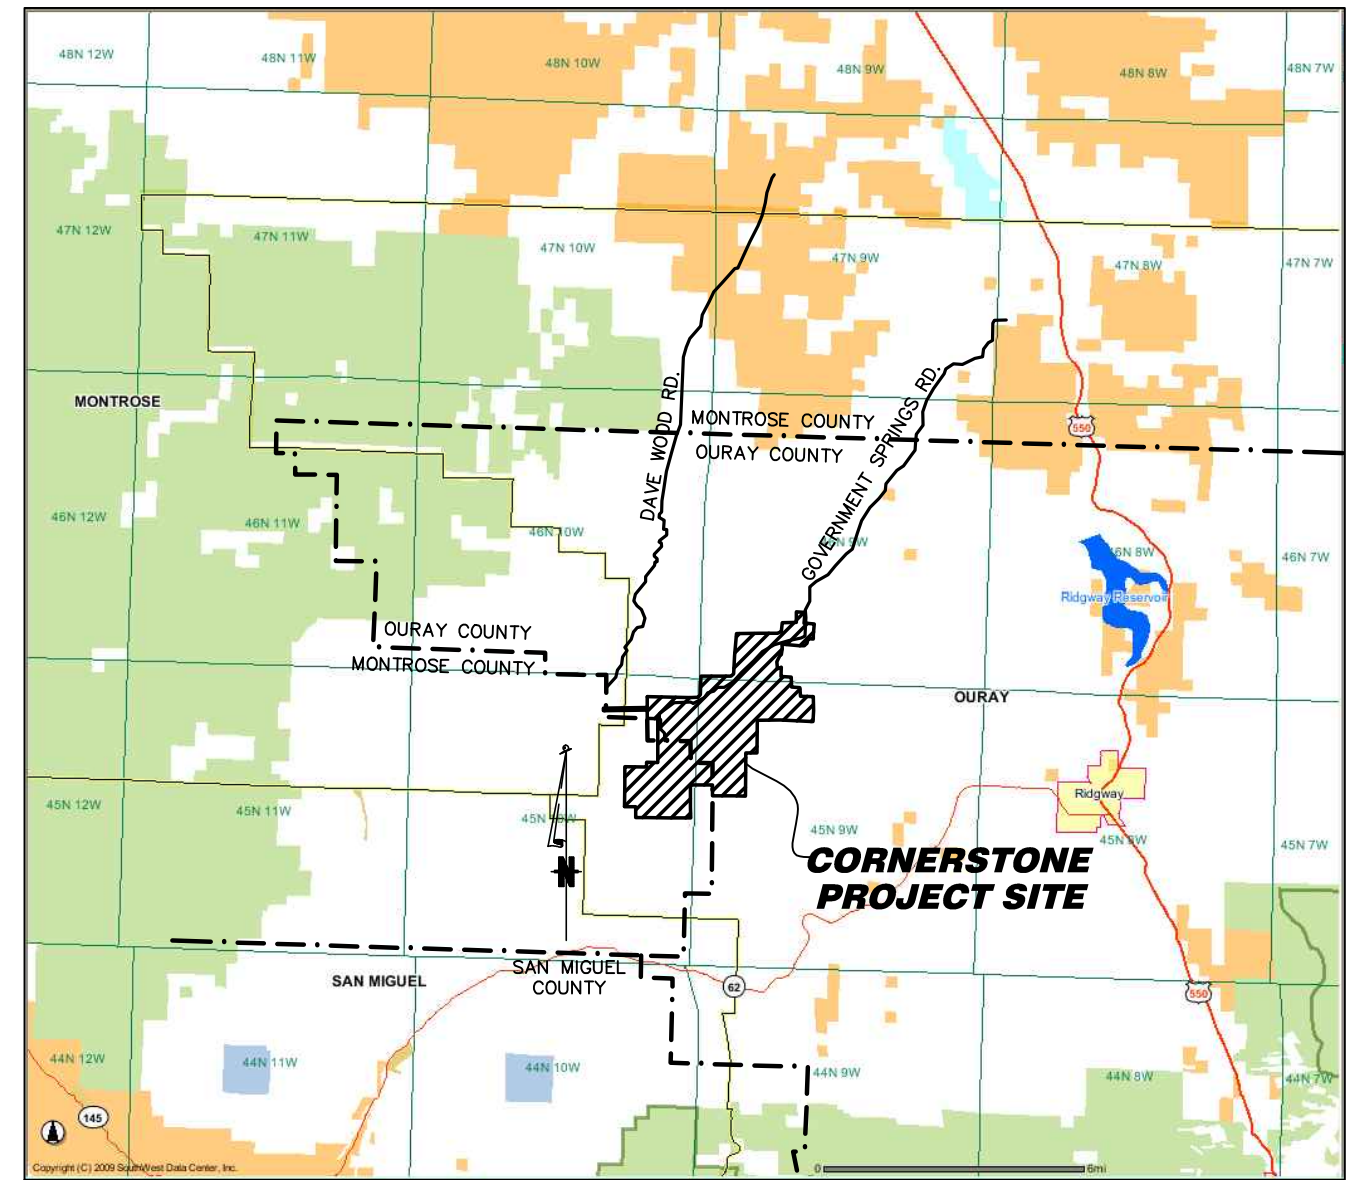 48N 12W
48N 11W
48N 10W
48N 9W
48N 8W
48N 7W
47N 12W
47N 11W
47N 10W
47N 9W
47N 8W
47N 7W
MONTROSE
DAVE WOOD RD.
MONTROSE COUNTY
OURAY COUNTY
GOVERNMENT SPRINGS RD.
550
46N 12W
46N 11W
46N 10W
46N 7W
Ridgway Reservoir
OURAY COUNTY
MONTROSE COUNTY
OURAY
Ridgway
45N 12W
45N 11W
45N 9W
45N 8W
45N 7W
CORNERSTONE
PROJECT SITE
N
SAN MIGUEL
SAN MIGUEL
COUNTY
62
550
44N 12W
44N 11W
44N 10W
44N 9W
44N 8W
44N 7W
145
Copyright (C) 2009 SouthWest Data Center, Inc.
0
6mi